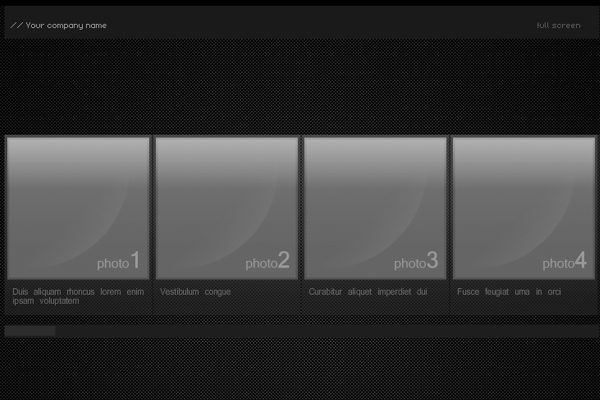 // Your company name
full screen
photo1
photo2
photo3
photo4
Duis aliquam rhoncus lorem enim
ipsam voluptatem
Vestibulum congue
Curabitur aliquet imperdiet dui
Fusce feugiat urna in orci